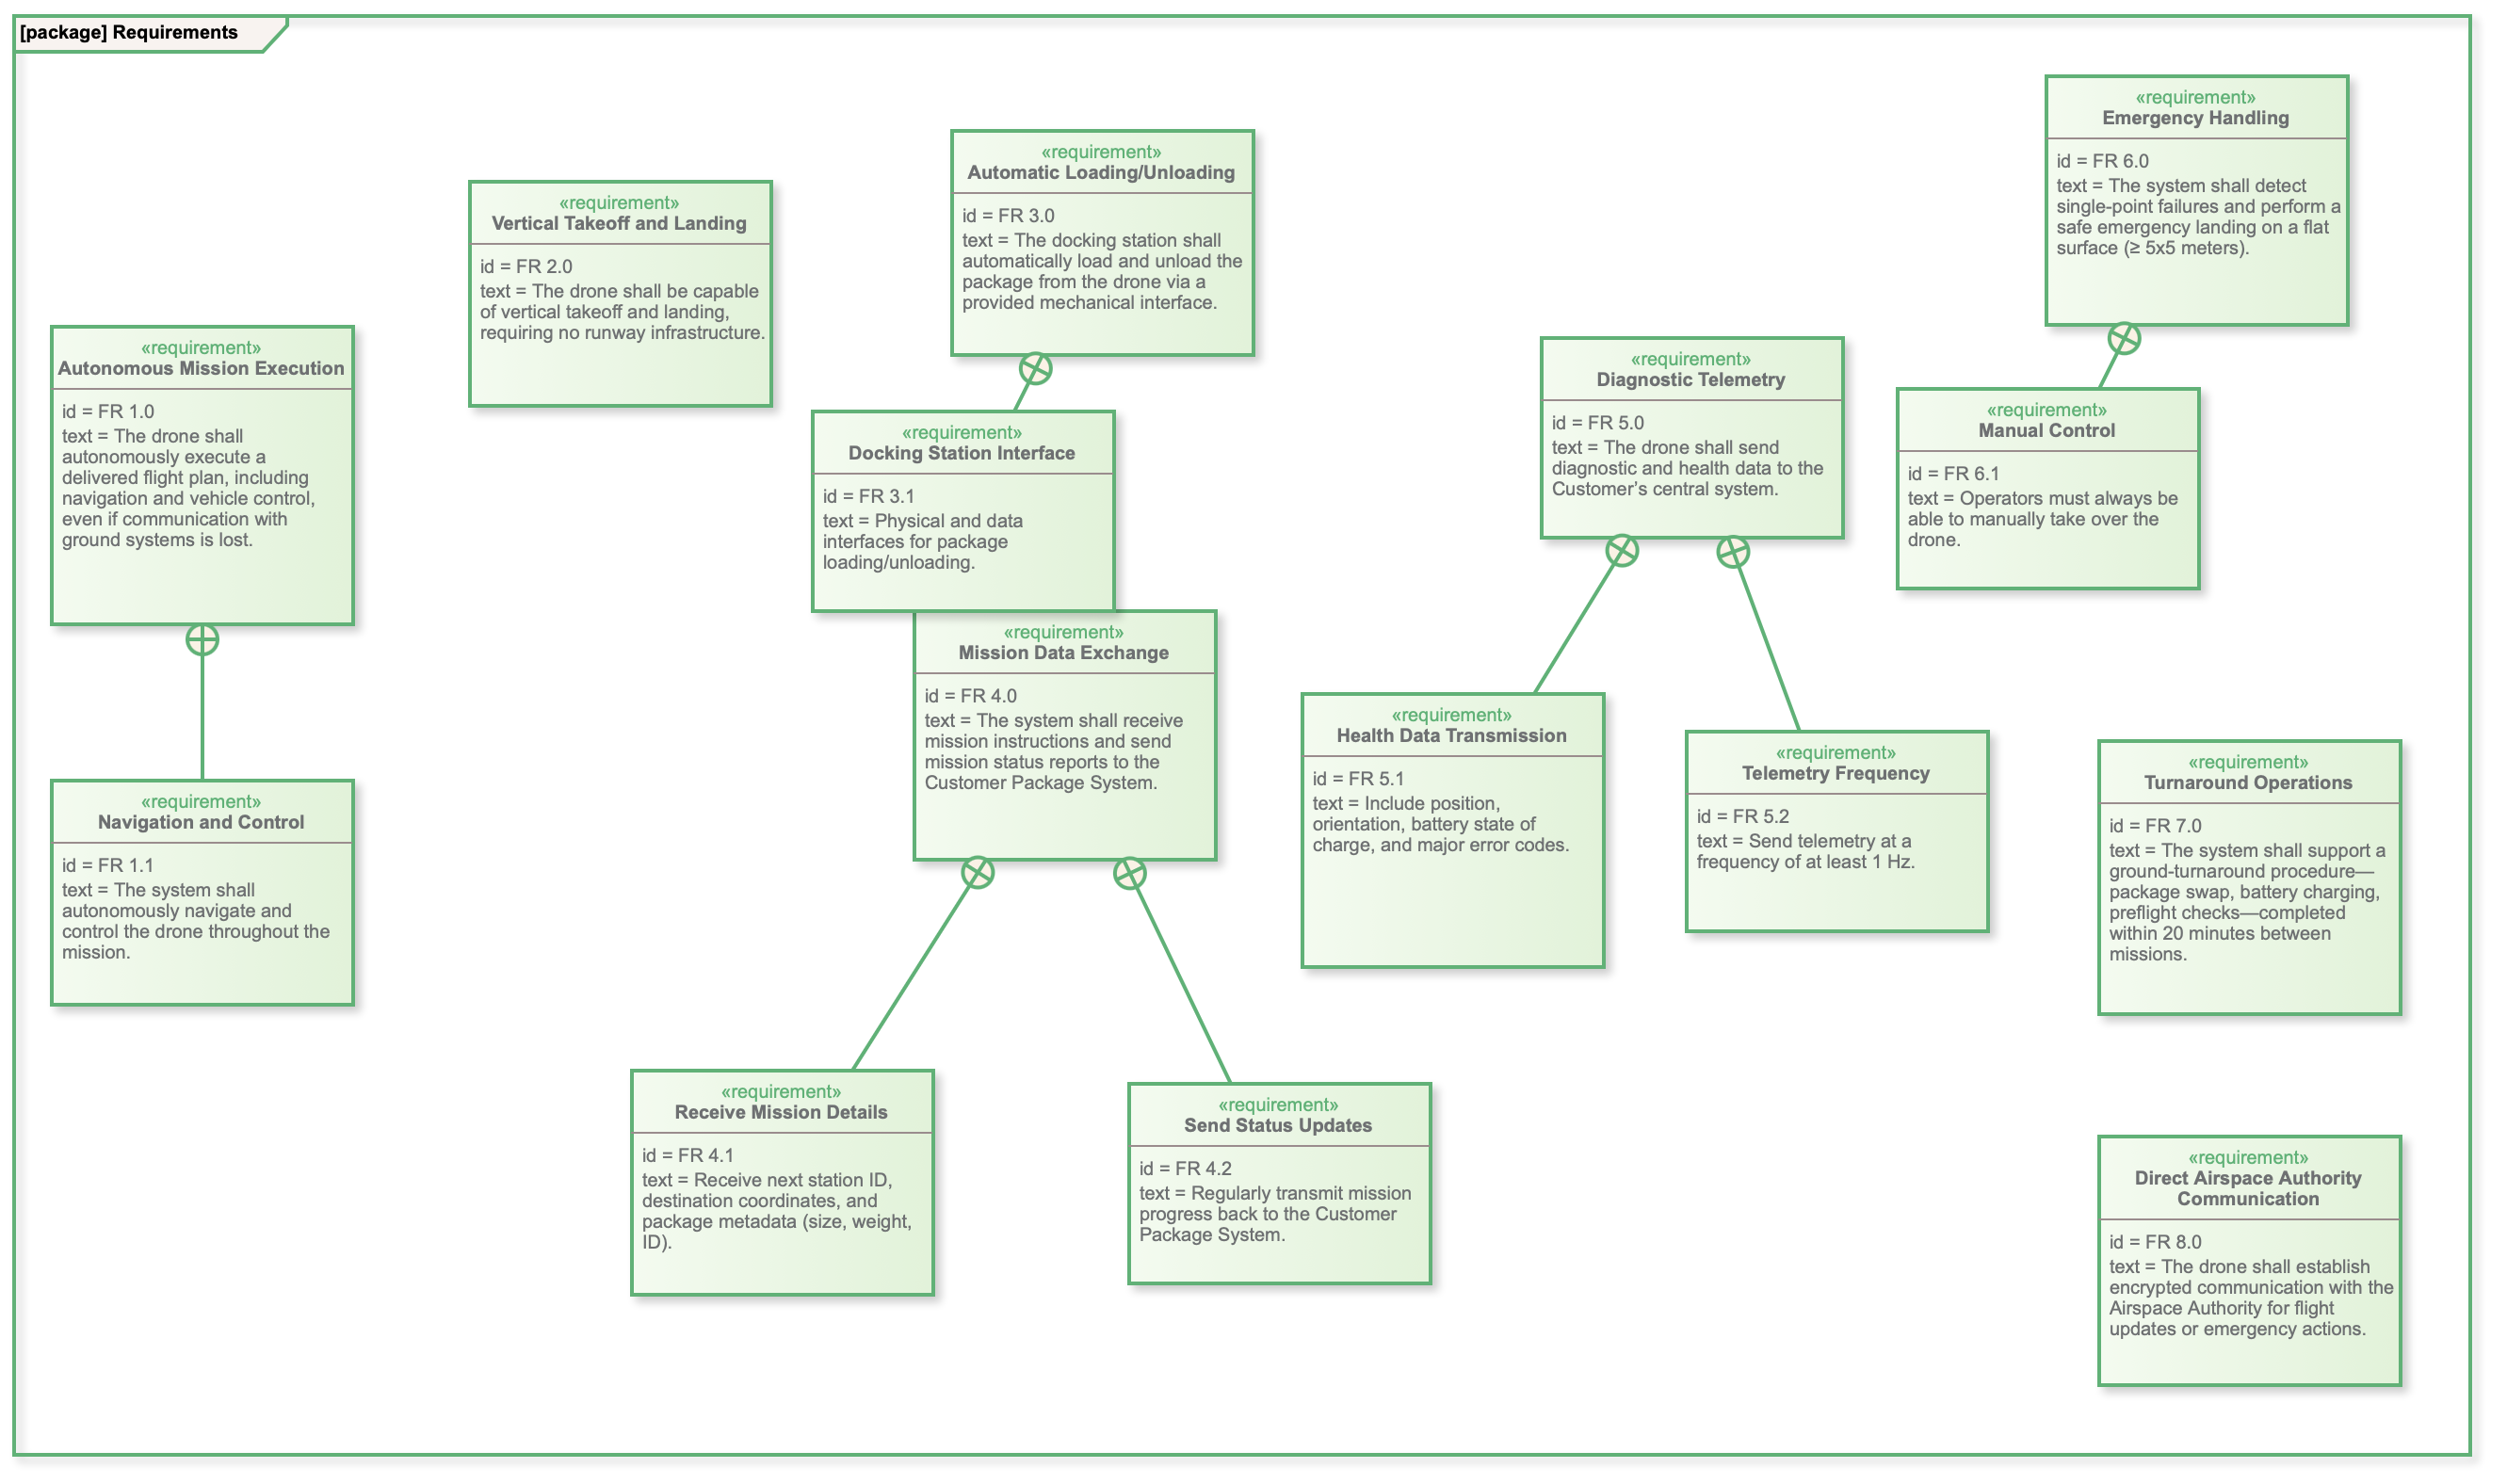 [package] Requirements
«requirement»
Autonomous Mission Execution
id = FR 1.0
text = The drone shall
autonomously execute a
delivered flight plan, including
navigation and vehicle control,
even if communication with
ground systems is lost.
«requirement»
Navigation and Control
id = FR 1.1
text = The system shall
autonomously navigate and
control the drone throughout the
mission.
«requirement»
Vertical Takeoff and Landing
id = FR 2.0
text = The drone shall be capable
of vertical takeoff and landing,
requiring no runway infrastructure.
«requirement»
Automatic Loading/Unloading
id = FR 3.0
text = The docking station shall
automatically load and unload the
package from the drone via a
provided mechanical interface.
«requirement»
Docking Station Interface
id = FR 3.1
text = Physical and data
interfaces for package
loading/unloading.
«requirement»
Mission Data Exchange
id = FR 4.0
text = The system shall receive
mission instructions and send
mission status reports to the
Customer Package System.
«requirement»
Receive Mission Details
id = FR 4.1
text = Receive next station ID,
destination coordinates, and
package metadata (size, weight,
ID).
«requirement»
Send Status Updates
id = FR 4.2
text = Regularly transmit mission
progress back to the Customer
Package System.
«requirement»
Diagnostic Telemetry
id = FR 5.0
text = The drone shall send
diagnostic and health data to the
Customer’s central system.
«requirement»
Health Data Transmission
id = FR 5.1
text = Include position,
orientation, battery state of
charge, and major error codes.
«requirement»
Telemetry Frequency
id = FR 5.2
text = Send telemetry at a
frequency of at least 1 Hz.
«requirement»
Emergency Handling
id = FR 6.0
text = The system shall detect
single-point failures and perform a
safe emergency landing on a flat
surface (≥ 5x5 meters).
«requirement»
Manual Control
id = FR 6.1
text = Operators must always be
able to manually take over the
drone.
«requirement»
Turnaround Operations
id = FR 7.0
text = The system shall support a
ground-turnaround procedure—
package swap, battery charging,
preflight checks—completed
within 20 minutes between
missions.
«requirement»
Direct Airspace Authority
Communication
id = FR 8.0
text = The drone shall establish
encrypted communication with the
Airspace Authority for flight
updates or emergency actions.